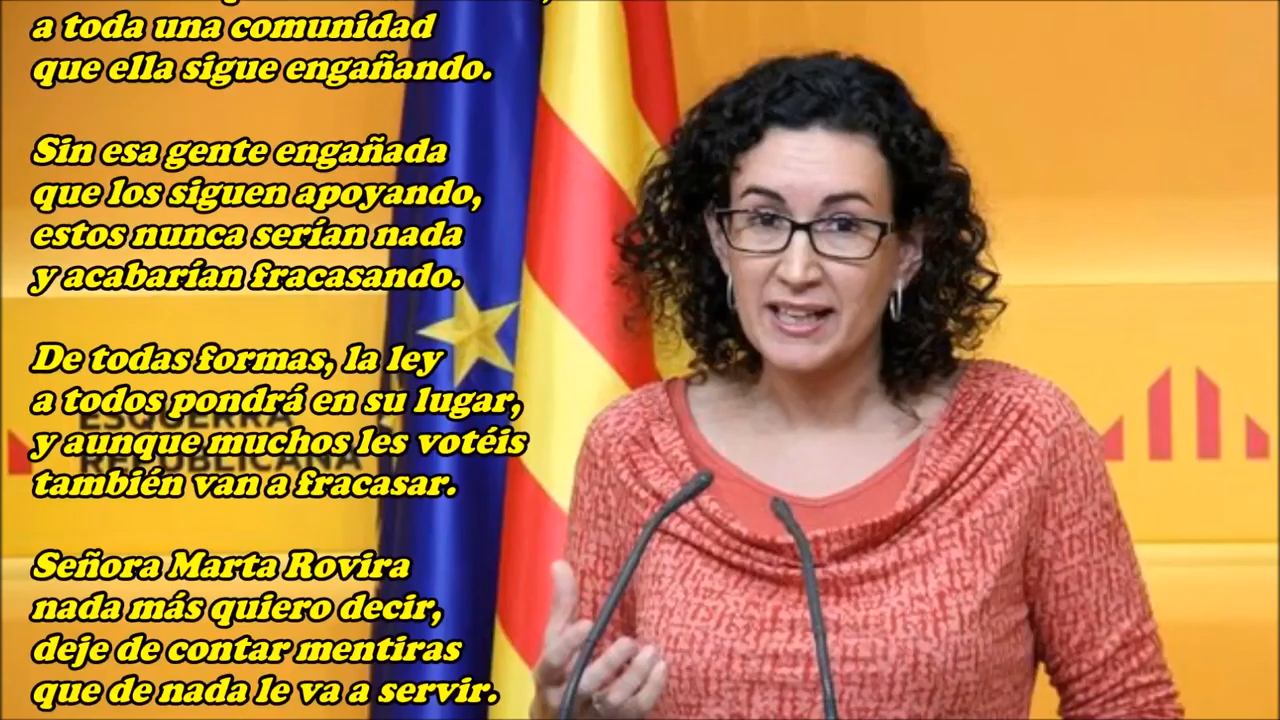 a toda una comunidad
que ella sigue engañando.
Sin esa gente engañada
que los siguen apoyando,
estos nunca serían nada
y acabarían fracasando.
De todas formas, la ley
a todos pondrá en su lugar,
y aunque muchos les votéis
también van a fracasar.
Señora Marta Rovira
nada más quiero decir,
deje de contar mentiras
que de nada le va a servir.
ESQUERRA
REPUBLICANA